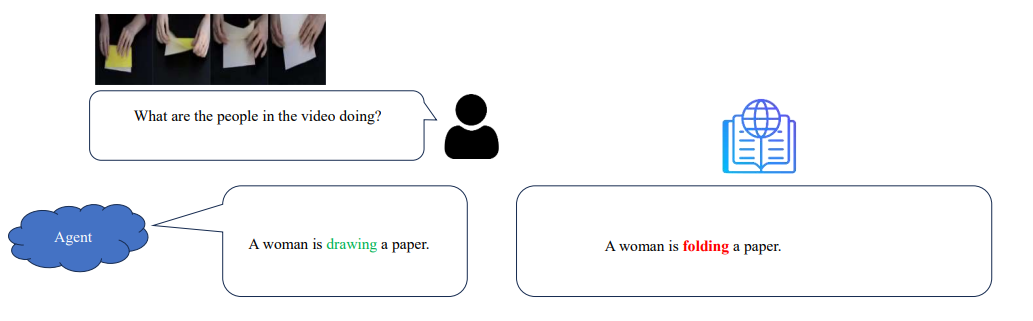 What are the people in the video doing?
Agent
A woman is drawing a paper.
A woman is folding a paper.